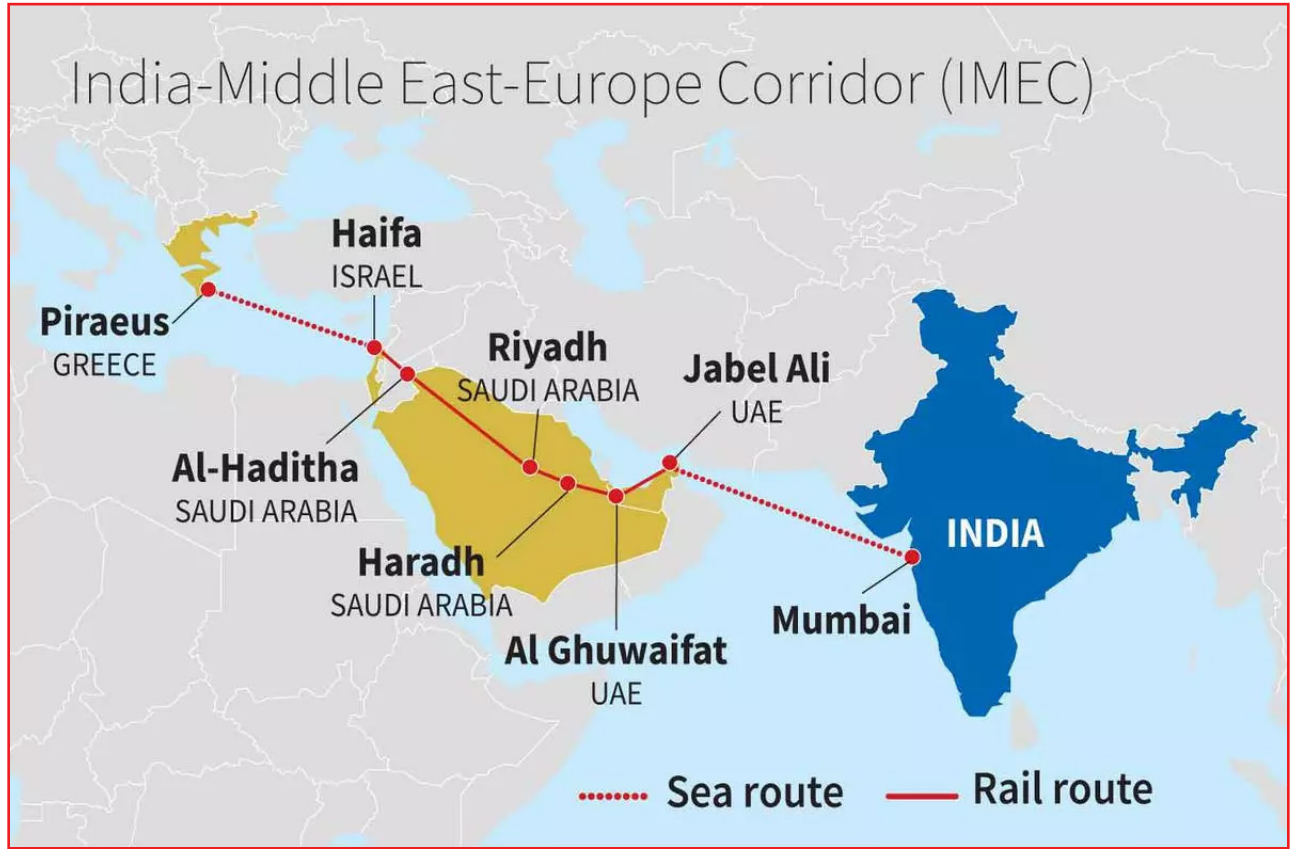 India-Middle East-Europe Corridor (IMEC)
Haifa
ISRAEL
Piraeus
GREECE
Riyadh
SAUDI ARABIA
Jabel Ali
UAE
Al-Haditha
SAUDI ARABIA
INDIA
Haradh
SAUDI ARABIA
Mumbai
Al Ghuwaifat
UAE
Sea route
Rail route